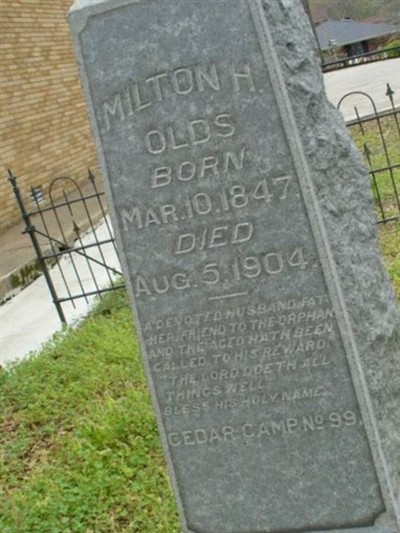 MILTON H.
OLDS
BORN
MAR.10.1847.
DIED
AUG.5.1904.
A DEVOTED HUSBAND, FAT-
HER, FRIEND TO THE ORPHAN
AND THE AGED HATH BEEN
CALLED TO HIS REWARD.
"THE LORD DOETH ALL
THINGS WELL."
BLESS HIS HOLY NAME.
CEDAR CAMP NO 99.